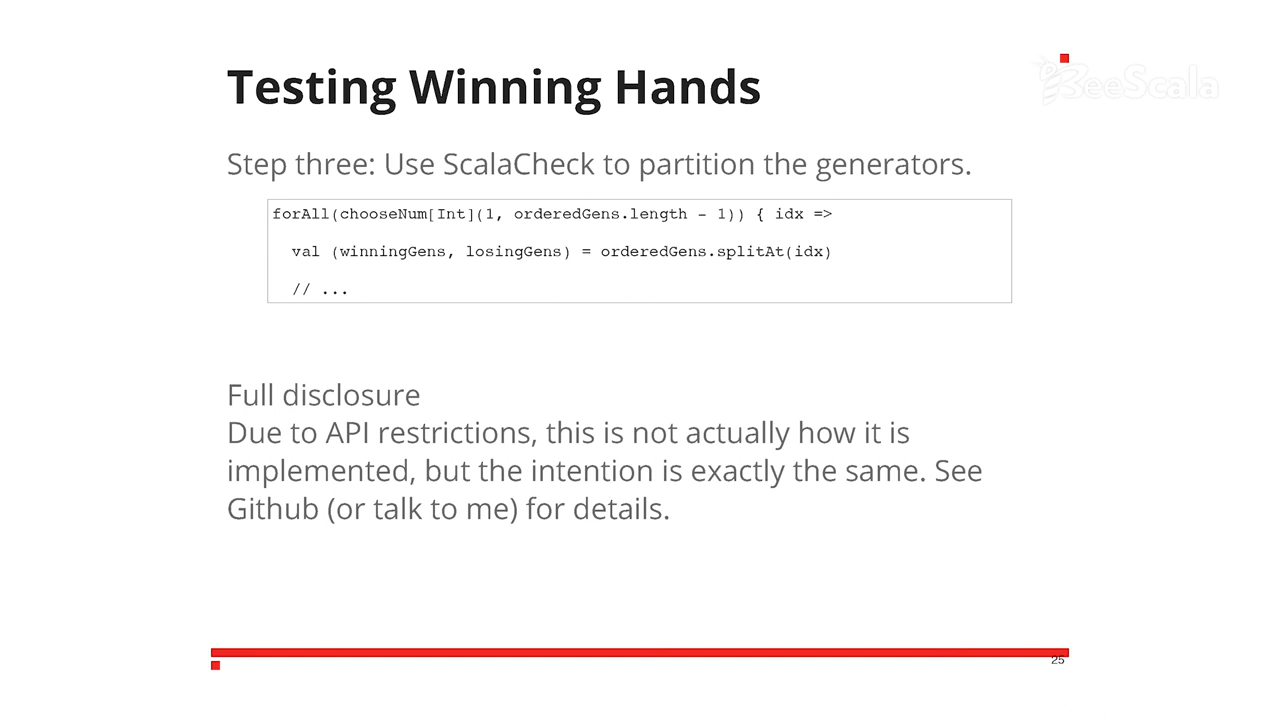 BeeScala
Testing Winning Hands
Step three: Use ScalaCheck to partition the generators.
forAll(chooseNum[Int](1, orderedGens.length - 1)) { idx =>
  val (winningGens, losingGens) = orderedGens.splitAt(idx)
  // ...
Full disclosure
Due to API restrictions, this is not actually how it is
implemented, but the intention is exactly the same. See
Github (or talk to me) for details.
25